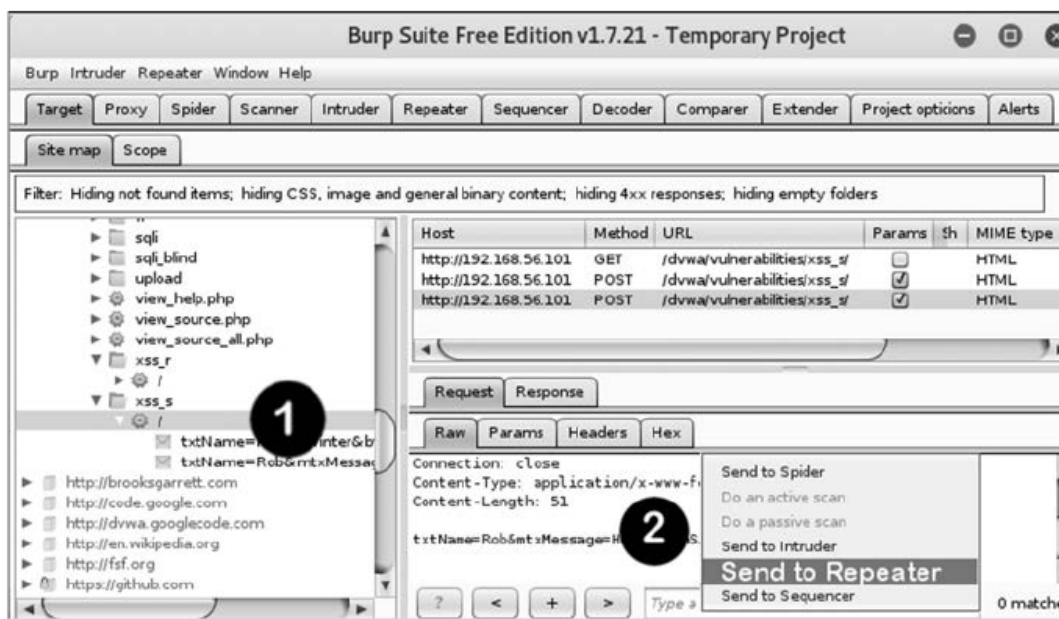 Burp Suite Free Edition v1.7.21 - Temporary Project
Burp Intruder Repeater Window Help
Target Proxy Spider Scanner Intruder Repeater Sequencer Decoder Comparer Extender Project opticions Alerts
Site map Scope
Filter: Hiding not found items; hiding CSS, image and general binary content; hiding 4xx responses; hiding empty folders
sqli
sqli_blind
upload
view_help.php
view_source.php
view_source_all.php
xss_r
/
xss_s
/
1
txtName= inter&b
txtName=Rob&mtxMessag
http://brooksgarrett.com
http://code.google.com
http://dvwa.googlecode.com
http://en.wikipedia.org
http://fsf.org
https://github.com
Host Method URL Params MIME type
http://192.168.56.101 GET /dvwa/vulnerabilities/xss_s/ HTML
http://192.168.56.101 POST /dvwa/vulnerabilities/xss_s/ HTML
http://192.168.56.101 POST /dvwa/vulnerabilities/xss_s/ HTML
Request Response
Raw Params Headers Hex
Connection: close
Content-Type: application/x-www-f
Content-Length: 51
txtName=Rob&mtxMessage=H
2
Send to Spider
Do an active scan
Do a passive scan
Send to Intruder
Send to Repeater
Send to Sequencer
? < + > Type a
0 matche